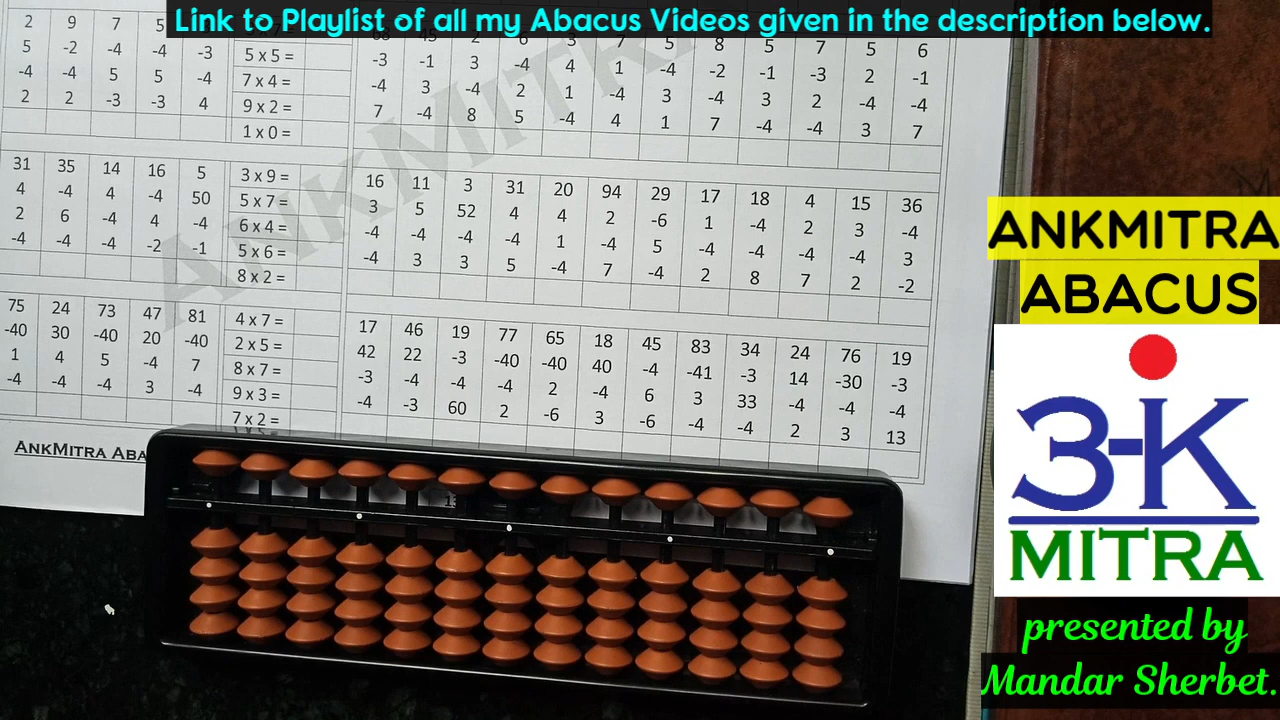 Link to Playlist of all my Abacus Videos given in the description below.
2 9 7 5
5 -2 -4 -4 -3
-4 -4 5 5 -4
2 2 -3 -3 4
5 x 5 =
7 x 4 =
9 x 2 =
1 x 0 =
-3 -1 3 -4 4 1 -4 -2 -1 -3 2 -1
-4 3 -4 2 1 -4 3 -4 3 2 -4 -4
7 -4 8 5 -4 4 1 7 -4 -4 3 7
31 35 14 16 5
4 -4 4 -4 50
2 6 -4 4 -4
-4 -4 -4 -2 -1
3 x 9 =
5 x 7 =
6 x 4 =
5 x 6 =
8 x 2 =
16 11 3 31 20 94 29 17 18 4 15 36
3 5 52 4 4 2 -6 1 -4 2 3 -4
-4 -4 -4 -4 1 -4 5 -4 -4 -4 -4 3
-4 3 3 5 -4 7 -4 2 8 7 2 -2
75 24 73 47 81
-40 30 -40 20 -40
1 4 5 -4 7
-4 -4 -4 3 -4
4 x 7 =
2 x 5 =
8 x 7 =
9 x 3 =
7 x 2 =
17 46 19 77 65 18 45 83 34 24 76 19
42 22 -3 -40 -40 40 -4 -41 -3 14 -30 -3
-3 -4 -4 -4 2 -4 6 3 33 -4 -4 -4
-4 -3 60 2 -6 3 -6 -4 -4 2 3 13
ANKMITRA
AnkMitra Aba
ANKMITRA
ABACUS
3-K
MITRA
presented by
Mandar Sherbet.